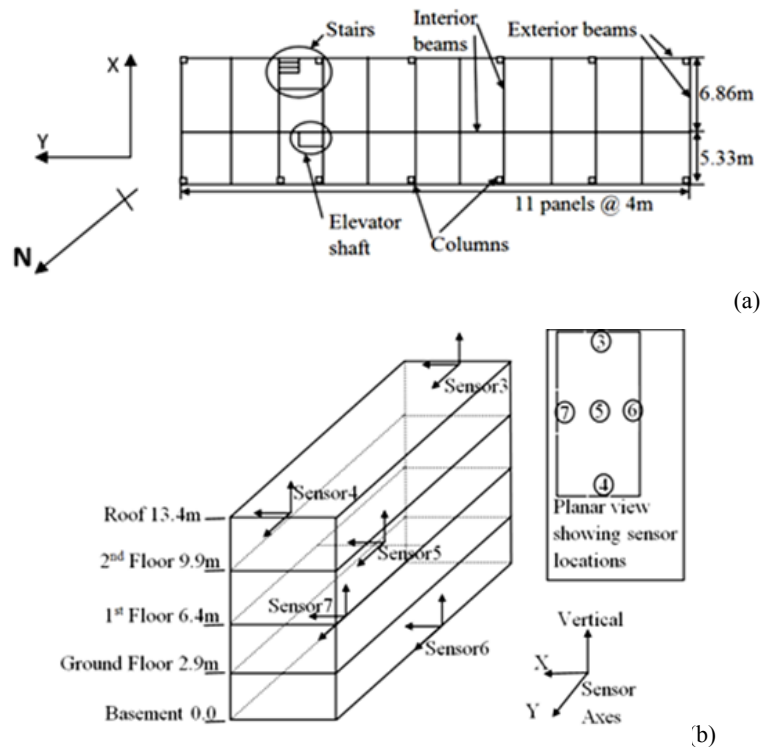 Stairs
Interior
beams
Exterior beams
X
Y
N
6.86m
5.33m
11 panels @ 4m
Elevator
shaft
Columns
(a)
Sensor3
Sensor4
Sensor5
Sensor7
Sensor6
Roof 13.4m
2nd Floor 9.9m
1st Floor 6.4m
Ground Floor 2.9m
Basement 0.0
3
7 5 6
4
Planar view
showing sensor
locations
Vertical
X
Y
Sensor
Axes
(b)